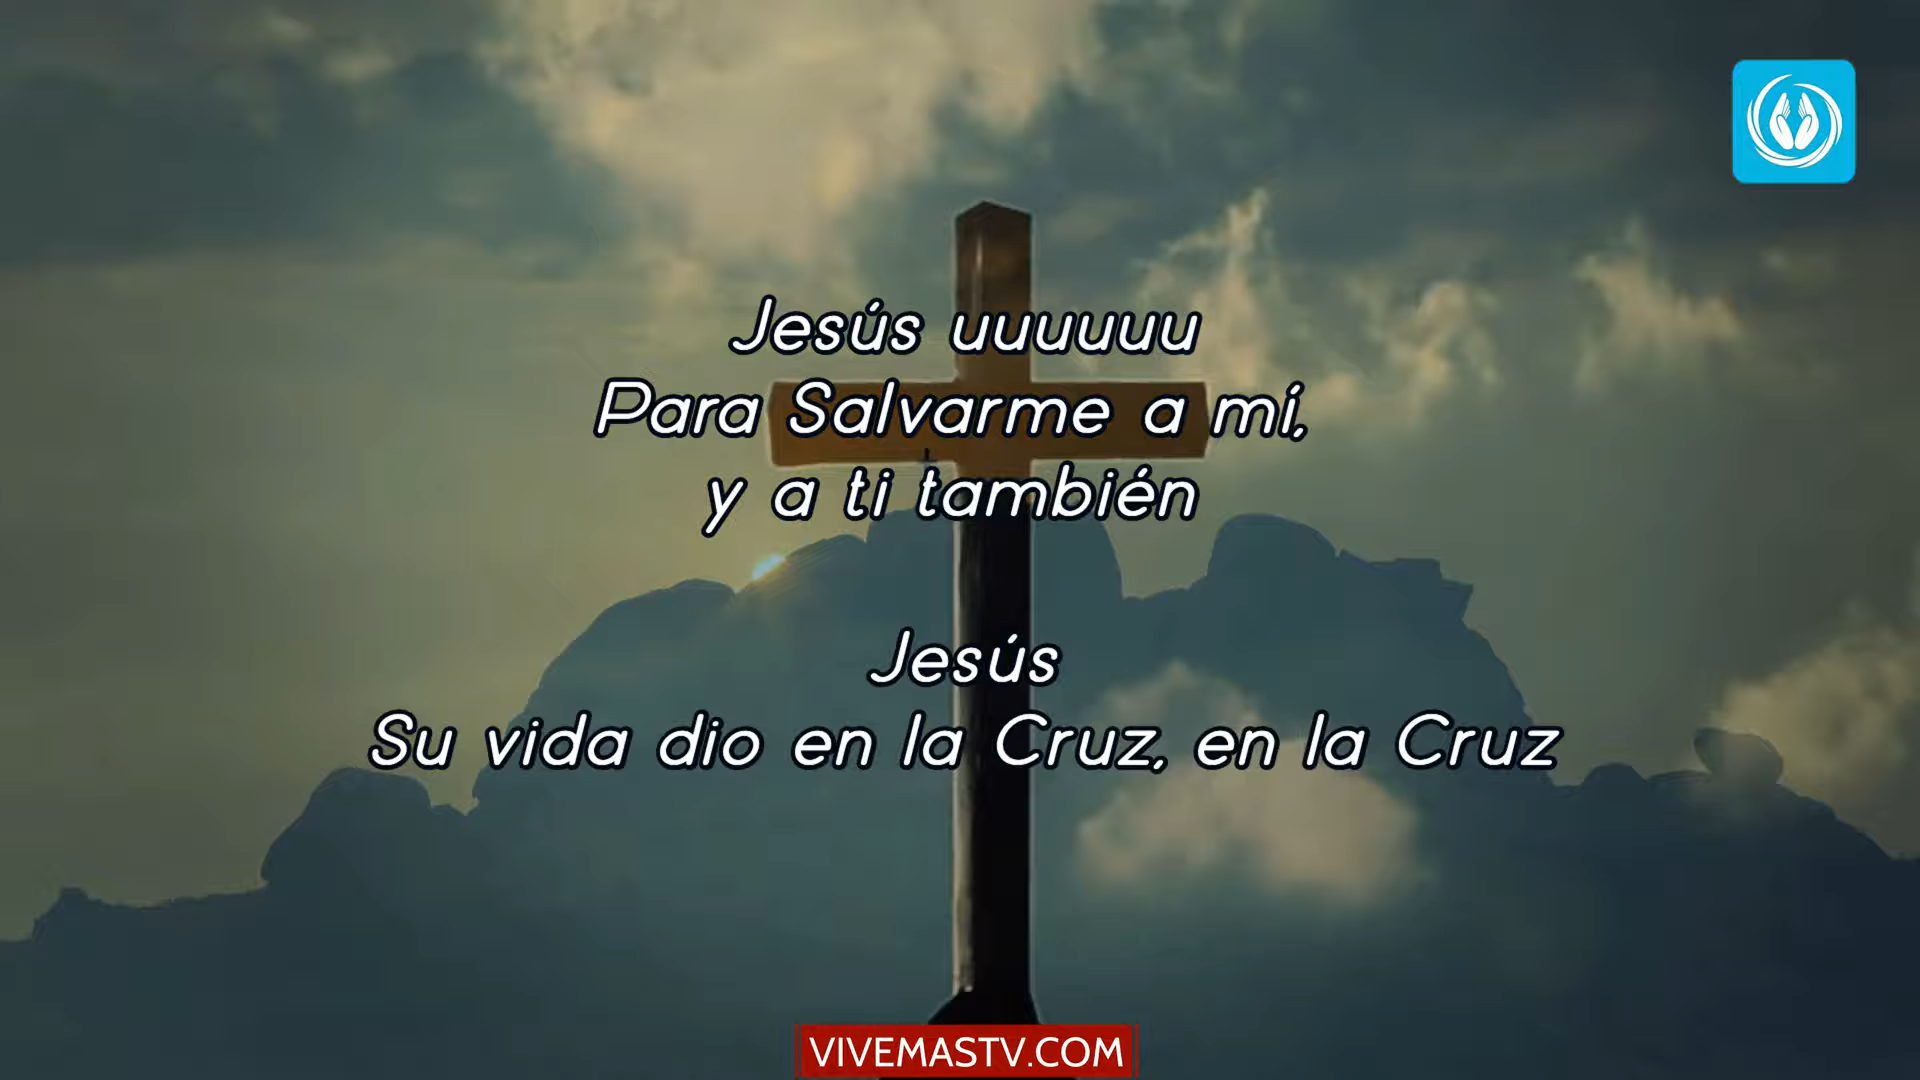 Jesús uuuuuu
Para Salvarme a mí,
y a ti también
Jesús
Su vida dio en la Cruz, en la Cruz
VIVEMASTV.COM